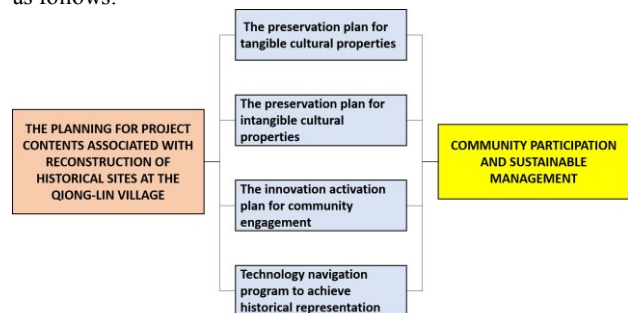 as follows:
The preservation plan for
tangible cultural properties
The preservation plan for
intangible cultural
properties
THE PLANNING FOR PROJECT
CONTENTS ASSOCIATED WITH
RECONSTRUCTION OF
HISTORICAL SITES AT THE
QIONG-LIN VILLAGE
COMMUNITY PARTICIPATION
AND SUSTAINABLE
MANAGEMENT
The innovation activation
plan for community
engagement
Technology navigation
program to achieve
historical representation